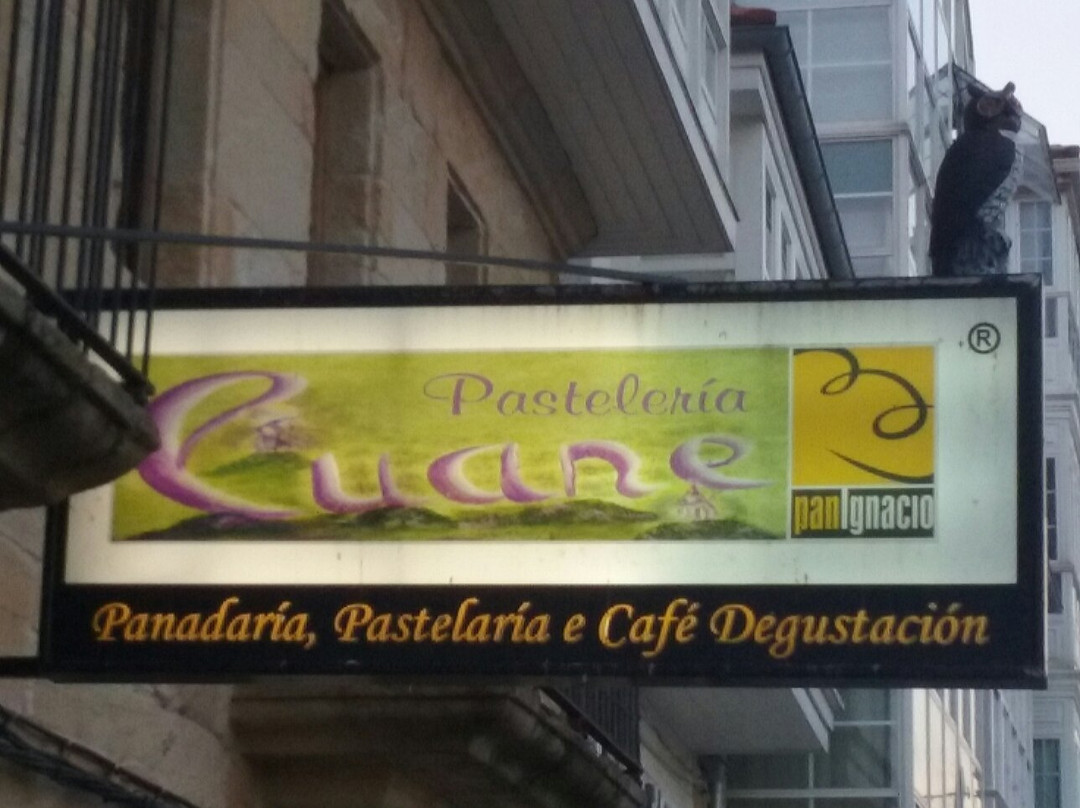 Pastelería
Cuane
panIgnacio
®
Panadaría, Pastelaría e Café Degustación